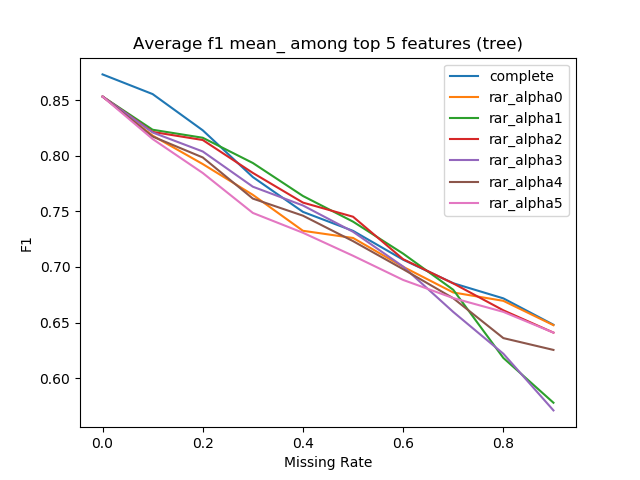 Average f1 mean_ among top 5 features (tree)
complete
rar_alpha0
rar_alpha1
rar_alpha2
rar_alpha3
rar_alpha4
rar_alpha5
0.85
0.80
0.75
0.70
0.65
0.60
F1
0.0 0.2 0.4 0.6 0.8
Missing Rate